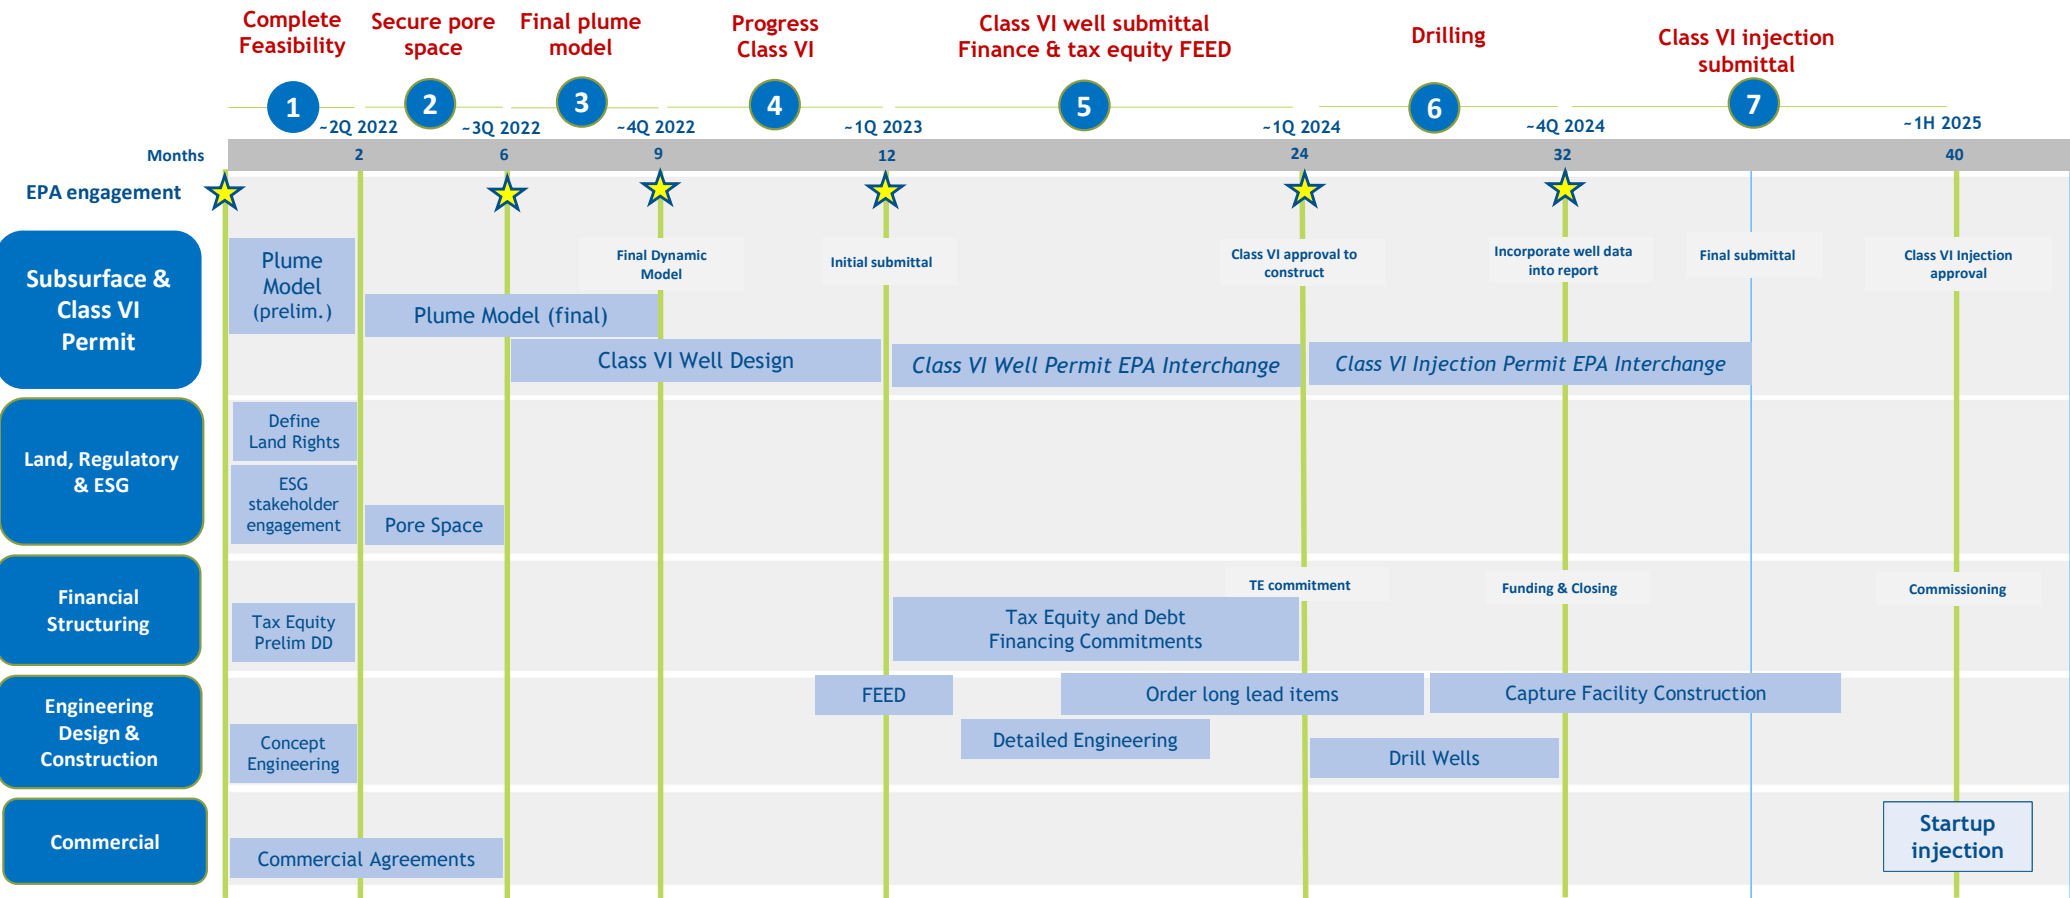 Complete
Feasibility
Secure pore
space
Final plume
model
Progress
Class VI
Class VI well submittal
Finance & tax equity FEED
Drilling
Class VI injection
submittal
1
2
3
4
5
6
7
~2Q 2022
~3Q 2022
~4Q 2022
~1Q 2023
~1Q 2024
~4Q 2024
~1H 2025
Months
2
6
9
12
24
32
40
EPA engagement
Subsurface &
Class VI
Permit
Plume
Model
(prelim.)
Final Dynamic
Model
Initial submittal
Class VI approval to
construct
Incorporate well data
into report
Final submittal
Class VI Injection
approval
Plume Model (final)
Class VI Well Design
Class VI Well Permit EPA Interchange
Class VI Injection Permit EPA Interchange
Land, Regulatory
& ESG
Define
Land Rights
ESG
stakeholder
engagement
Pore Space
Financial
Structuring
Tax Equity
Prelim DD
TE commitment
Funding & Closing
Commissioning
Tax Equity and Debt
Financing Commitments
Engineering
Design &
Construction
Concept
Engineering
FEED
Order long lead items
Capture Facility Construction
Detailed Engineering
Drill Wells
Commercial
Commercial Agreements
Startup
injection